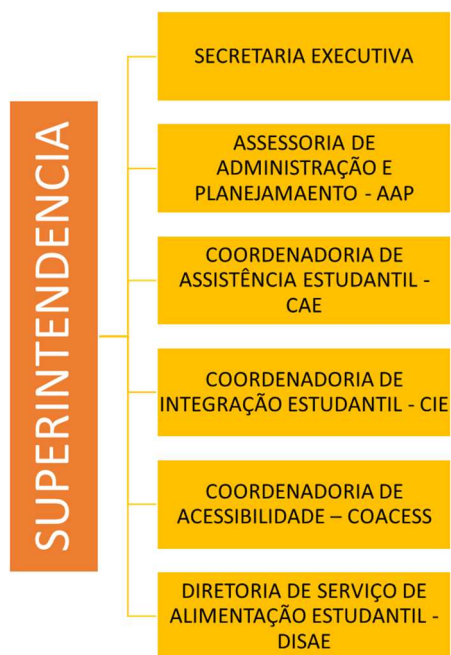 SUPERINTENDENCIA
SECRETARIA EXECUTIVA
ASSESSORIA DE
ADMINISTRAÇÃO E
PLANEJAMAENTO - AAP
COORDENADORIA DE
ASSISTÊNCIA ESTUDANTIL -
CAE
COORDENADORIA DE
INTEGRAÇÃO ESTUDANTIL - CIE
COORDENADORIA DE
ACESSIBILIDADE – COACESS
DIRETORIA DE SERVIÇO DE
ALIMENTAÇÃO ESTUDANTIL -
DISAE